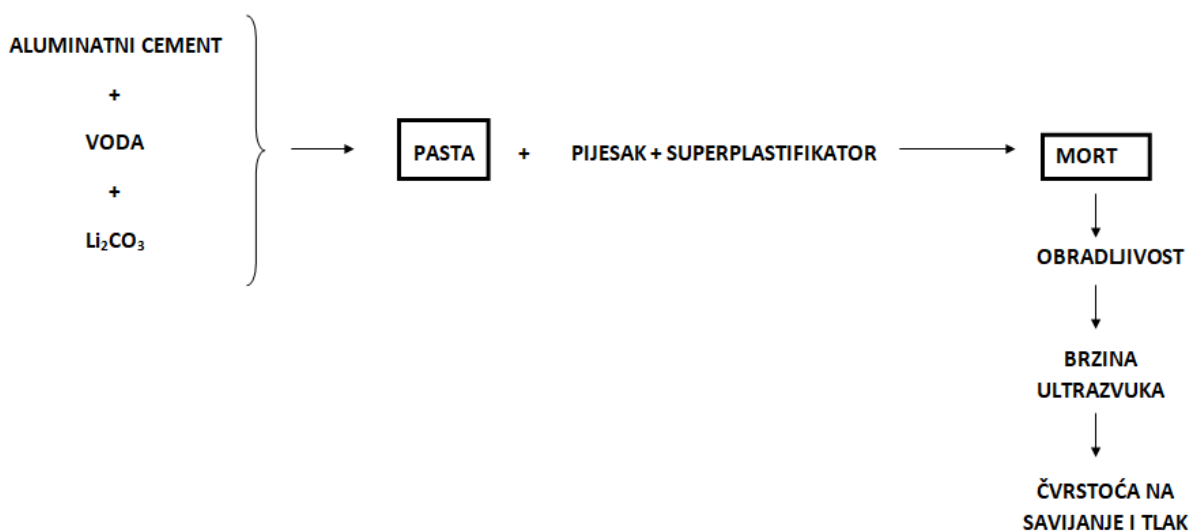 ALUMINATNI CEMENT
+
VODA
+
Li₂CO₃
PASTA
+
PIJESAK + SUPERPLASTIFIKATOR
MORT
OBRADLJIVOST
BRZINA
ULTRAZVUKA
ČVRSTOĆA NA
SAVIJANJE I TLAK